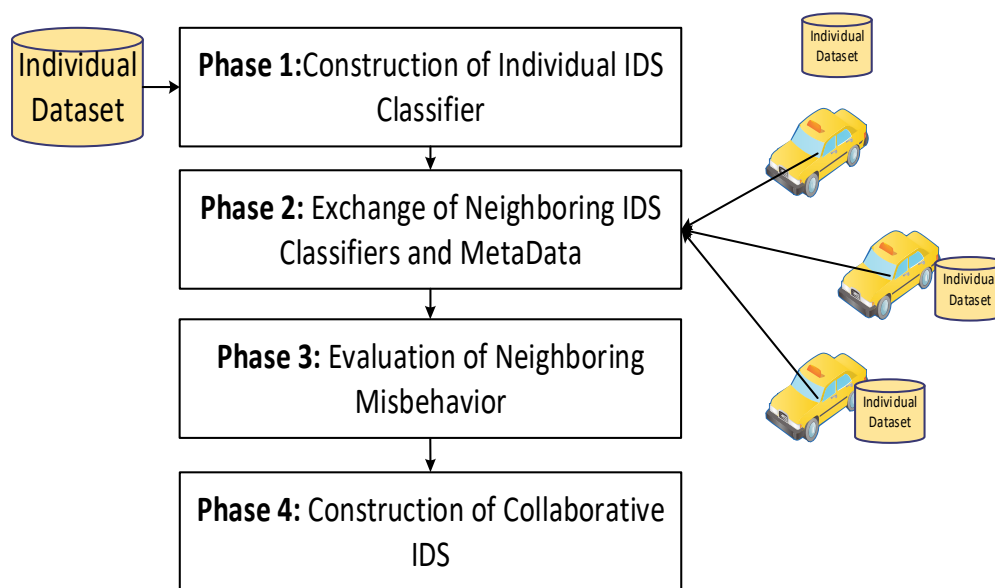 Individual
Dataset
Phase 1:Construction of Individual IDS
Classifier
Phase 2: Exchange of Neighboring IDS
Classifiers and MetaData
Phase 3: Evaluation of Neighboring
Misbehavior
Phase 4: Construction of Collaborative
IDS
Individual
Dataset
Individual
Dataset
Individual
Dataset